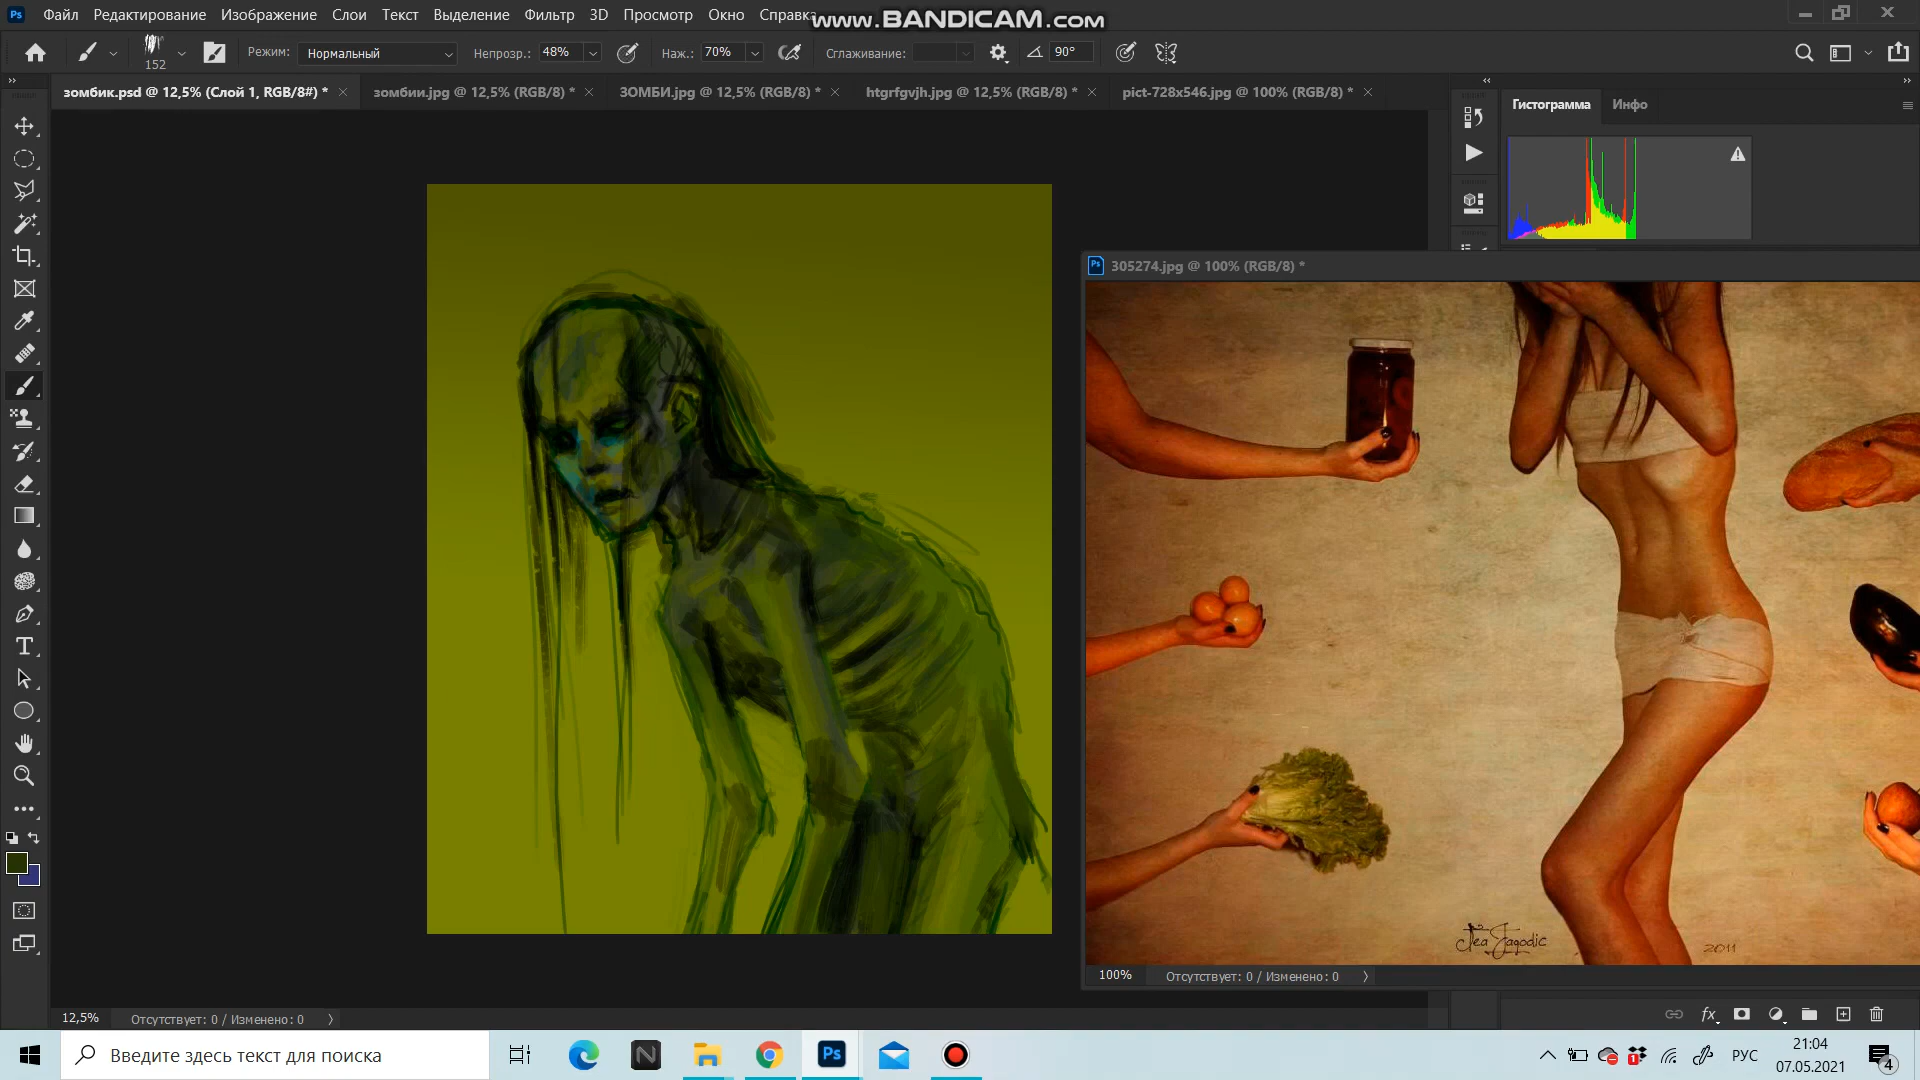 Файл Редактирование Изображение Слои Текст Выделение Фильтр 3D Просмотр Окно Справка
www.BANDICAM.com
152 Режим: Нормальный Непрозр.: 48% Наж.: 70% Сглаживание: 90°
зомбик.psd @ 12,5% (Слой 1, RGB/8#) * зомбии.jpg @ 12,5% (RGB/8) * ЗОМБИ.jpg @ 12,5% (RGB/8) * htgrfgvjh.jpg @ 12,5% (RGB/8) * pict-728x546.jpg @ 100% (RGB/8) *
Гистограмма Инфо
305274.jpg @ 100% (RGB/8) *
2011
100% Отсутствует: 0 / Изменено: 0
12,5% Отсутствует: 0 / Изменено: 0
fx
Введите здесь текст для поиска
Ps
РУС
21:04
07.05.2021
4